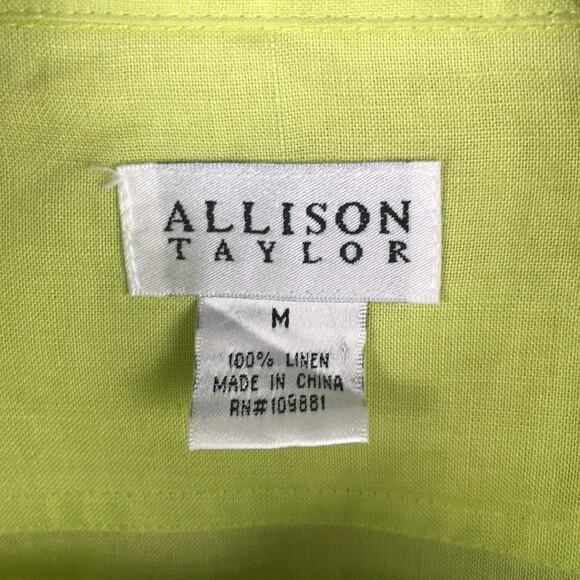 ALLISON
TAYLOR
M
100% LINEN
MADE IN CHINA
RN#109881